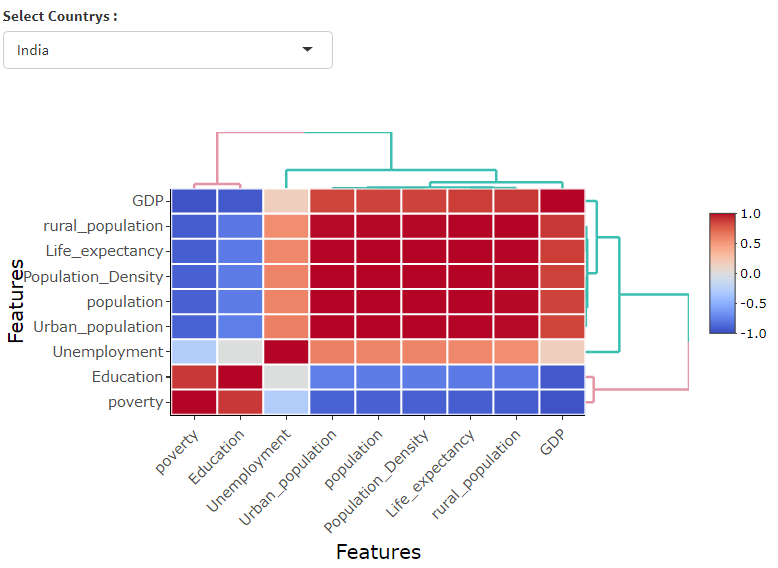 Select Countrys :
India
GDP
rural_population
Life_expectancy
Population_Density
population
Urban_population
Unemployment
Education
poverty
Features
1.0
0.5
0.0
-0.5
-1.0
poverty
Education
Unemployment
Urban_population
population
Population_Density
Life_expectancy
rural_population
GDP
Features